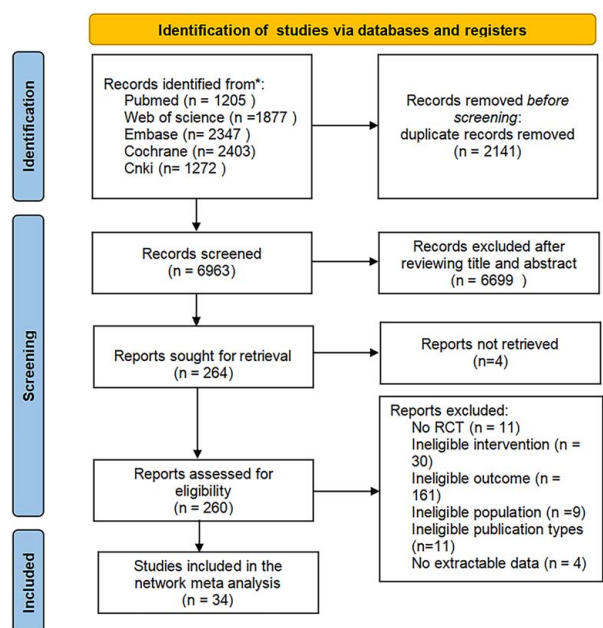 Identification of studies via databases and registers
Identification
Records identified from*:
Pubmed (n = 1205 )
Web of science (n =1877 )
Embase (n = 2347 )
Cochrane (n = 2403)
Cnki (n= 1272 )
Records removed before
screening:
duplicate records removed
(n = 2141)
Screening
Records screened
(n = 6963)
Records excluded after
reviewing title and abstract
(n = 6699 )
Reports sought for retrieval
(n = 264)
Reports not retrieved
(n=4)
Reports assessed for
eligibility
(n = 260)
Reports excluded:
No RCT (n = 11)
Ineligible intervention (n =
30)
Ineligible outcome (n =
161)
Ineligible population (n =9)
Ineligible publication types
(n=11)
No extractable data (n = 4)
Included
Studies included in the
network meta analysis
(n = 34)